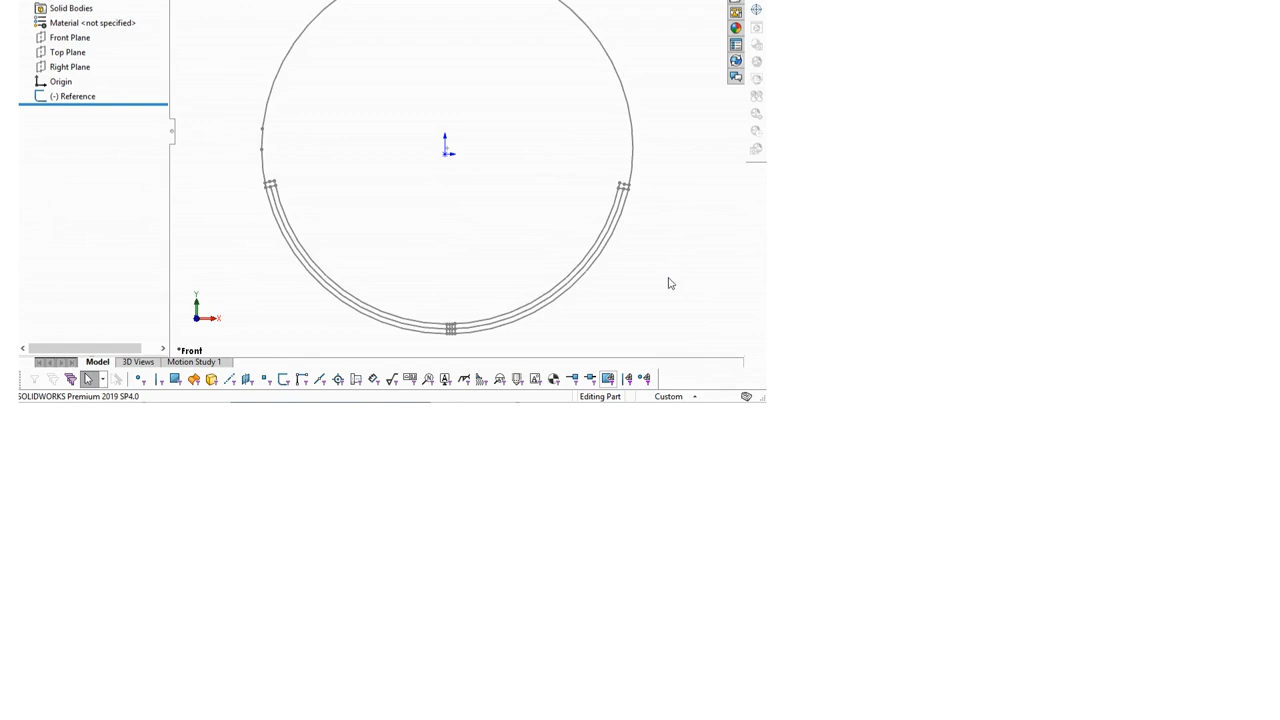 Solid Bodies
Material <not specified>
Front Plane
Top Plane
Right Plane
Origin
(-) Reference
Y
X
*Front
Model
3D Views
Motion Study 1
SOLIDWORKS Premium 2019 SP4.0
Editing Part
Custom